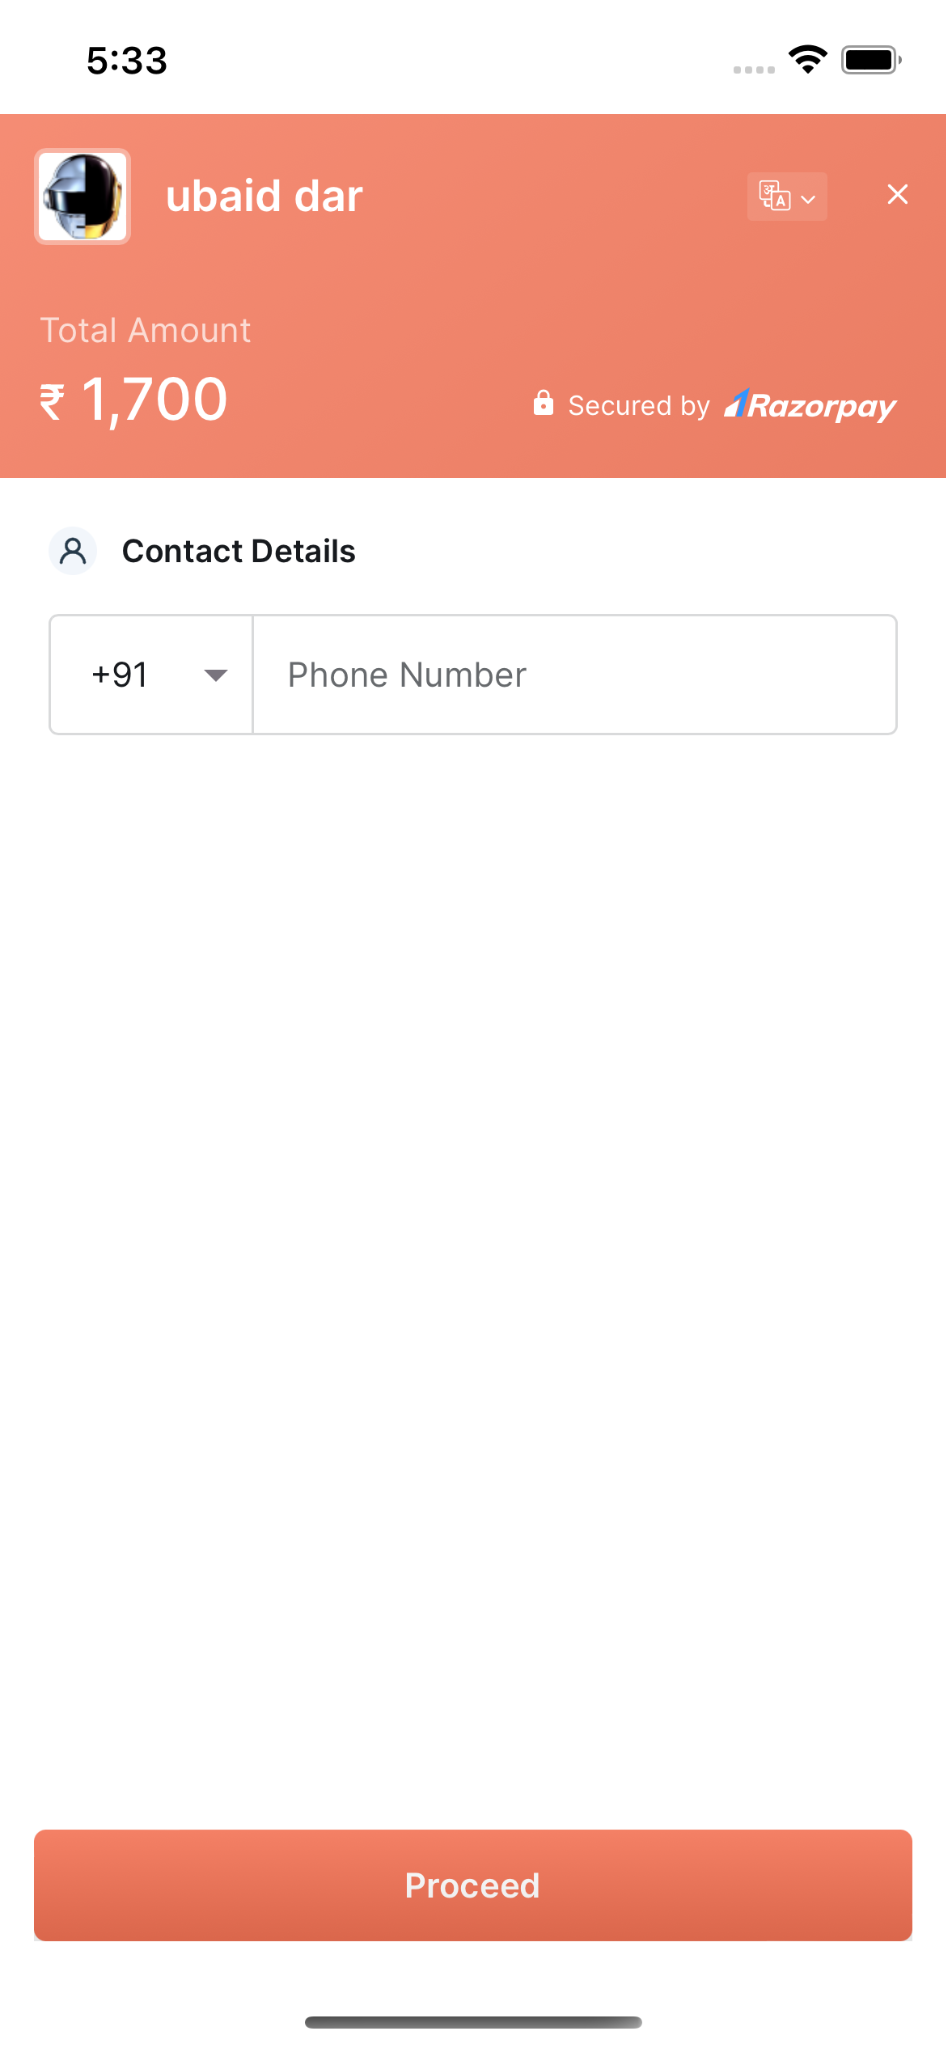 5:33
ubaid dar
अ A
Total Amount
₹ 1,700
Secured by Razorpay
Contact Details
+91 Phone Number
Proceed